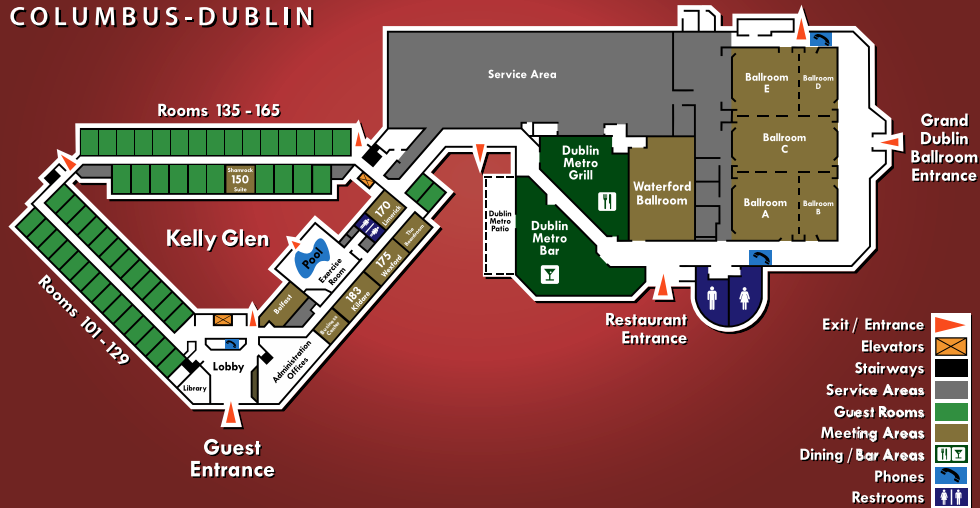 COLUMBUS-DUBLIN
Service Area
Rooms 135 - 165
Ballroom
E
Ballroom
D
Ballroom
C
Ballroom
A
Ballroom
B
Grand
Dublin
Ballroom
Entrance
Dublin
Metro
Grill
Waterford
Ballroom
Shamrock
150
Suite
170
Limerick
The
Boardroom
Dublin
Metro
Patio
Dublin
Metro
Bar
Kelly Glen
Pool
Exercise
Room
175
Wexford
183
Kildare
Belfast
Business
Center
Rooms 101 - 129
Administration
Offices
Lobby
Library
Restaurant
Entrance
Guest
Entrance
Exit / Entrance
Elevators
Stairways
Service Areas
Guest Rooms
Meeting Areas
Dining / Bar Areas
Phones
Restrooms